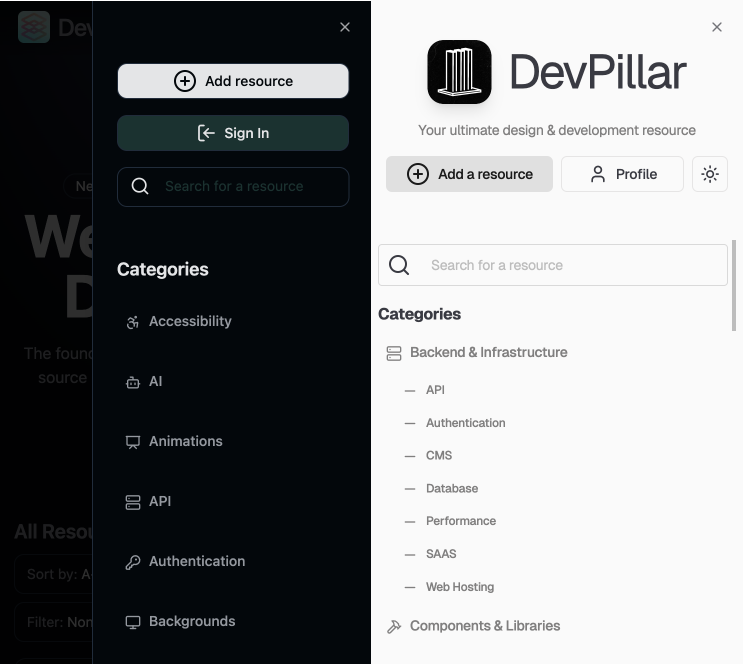 Dev
Add resource
Sign In
Search for a resource
Ne
We
D
The found
source
Categories
Accessibility
AI
Animations
API
Authentication
Backgrounds
All Resou
Sort by: A
Filter: Non
DevPillar
Your ultimate design & development resource
Add a resource
Profile
Search for a resource
Categories
Backend & Infrastructure
API
Authentication
CMS
Database
Performance
SAAS
Web Hosting
Components & Libraries